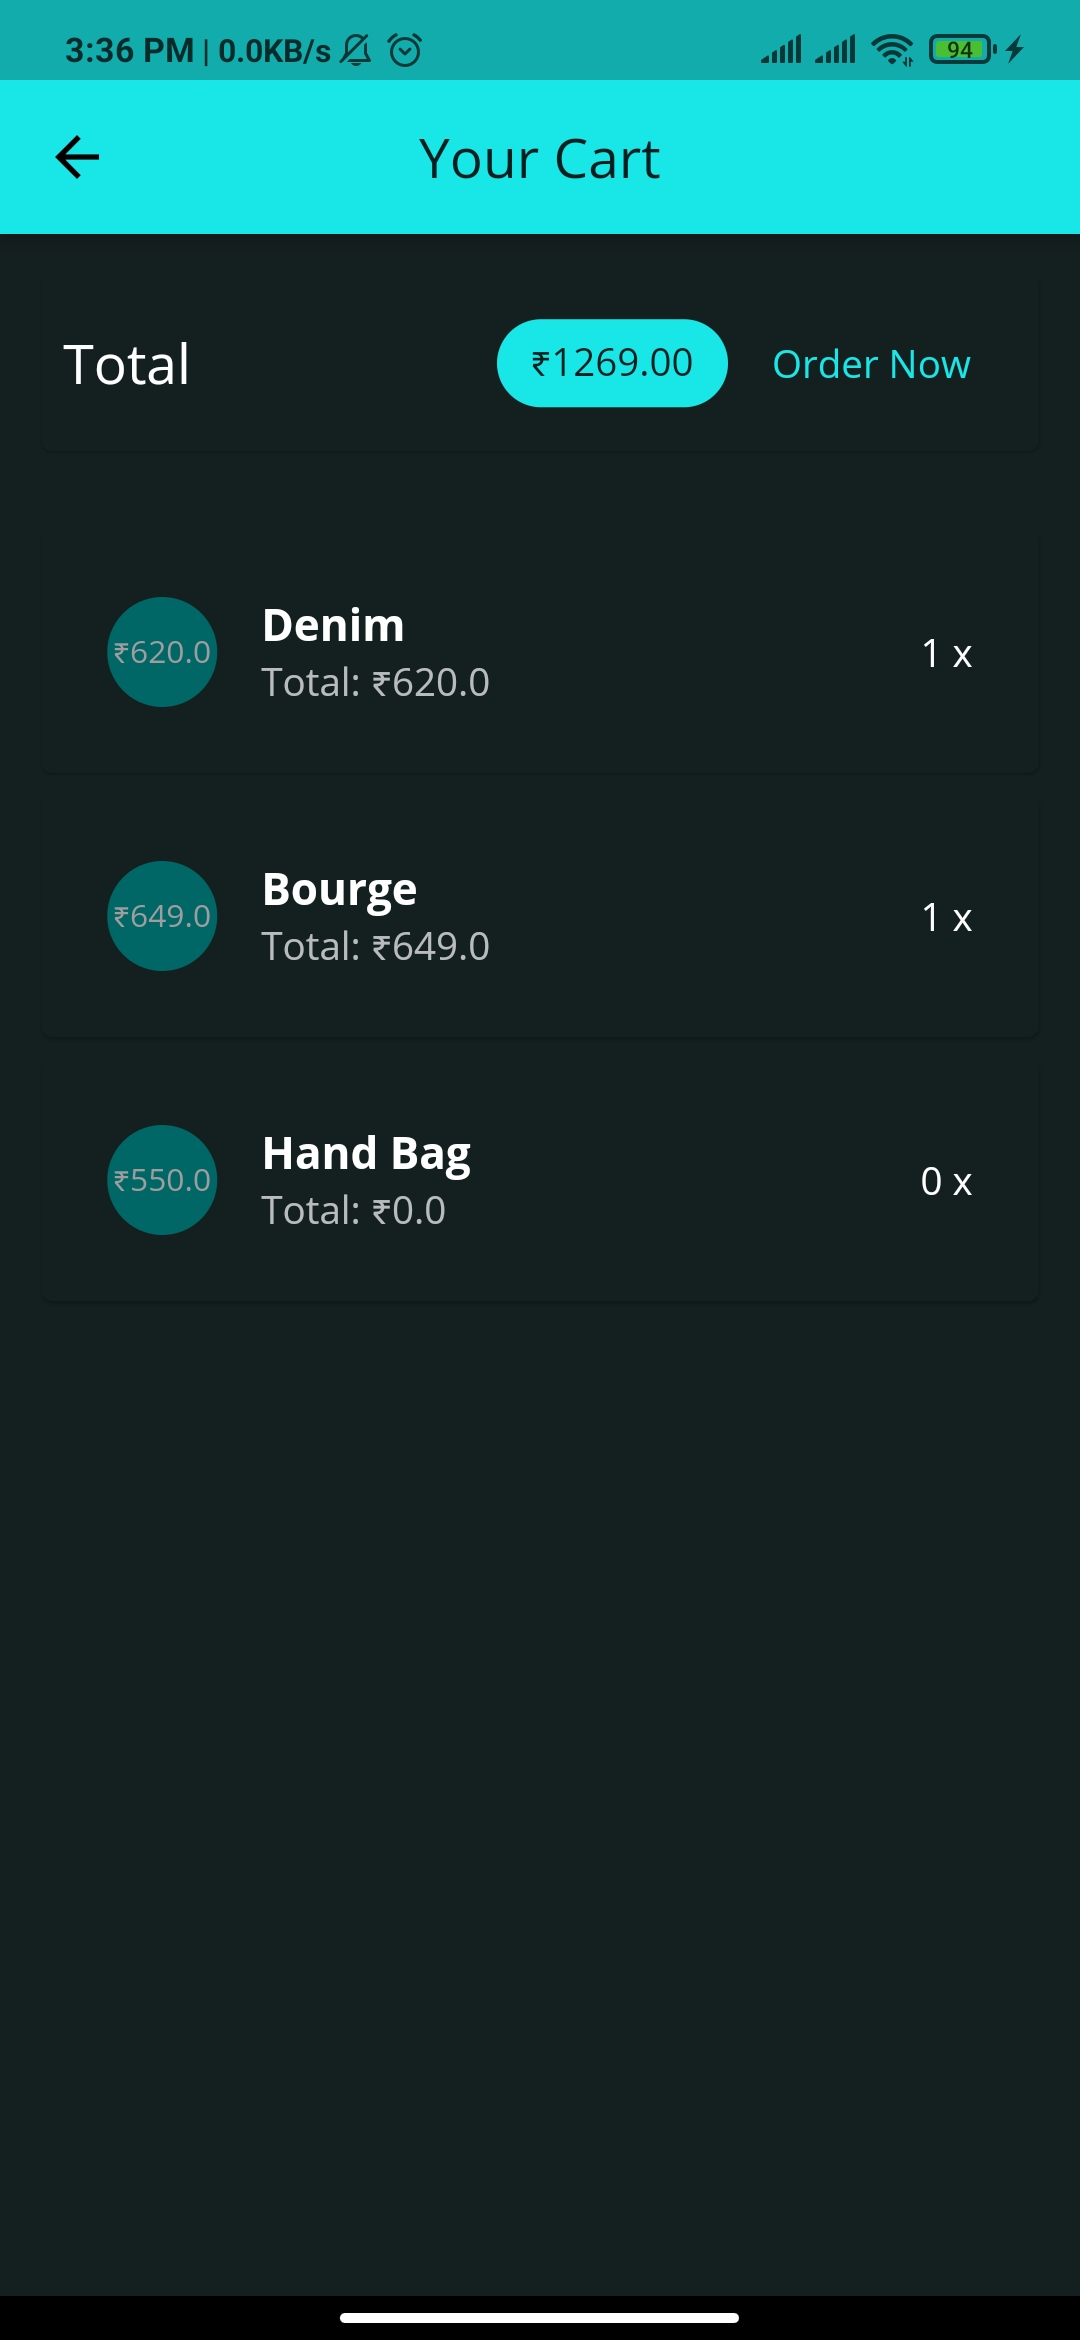 3:36 PM | 0.0KB/s 94
Your Cart
Total ₹1269.00 Order Now
₹620.0 Denim 1 x
Total: ₹620.0
₹649.0 Bourge 1 x
Total: ₹649.0
₹550.0 Hand Bag 0 x
Total: ₹0.0